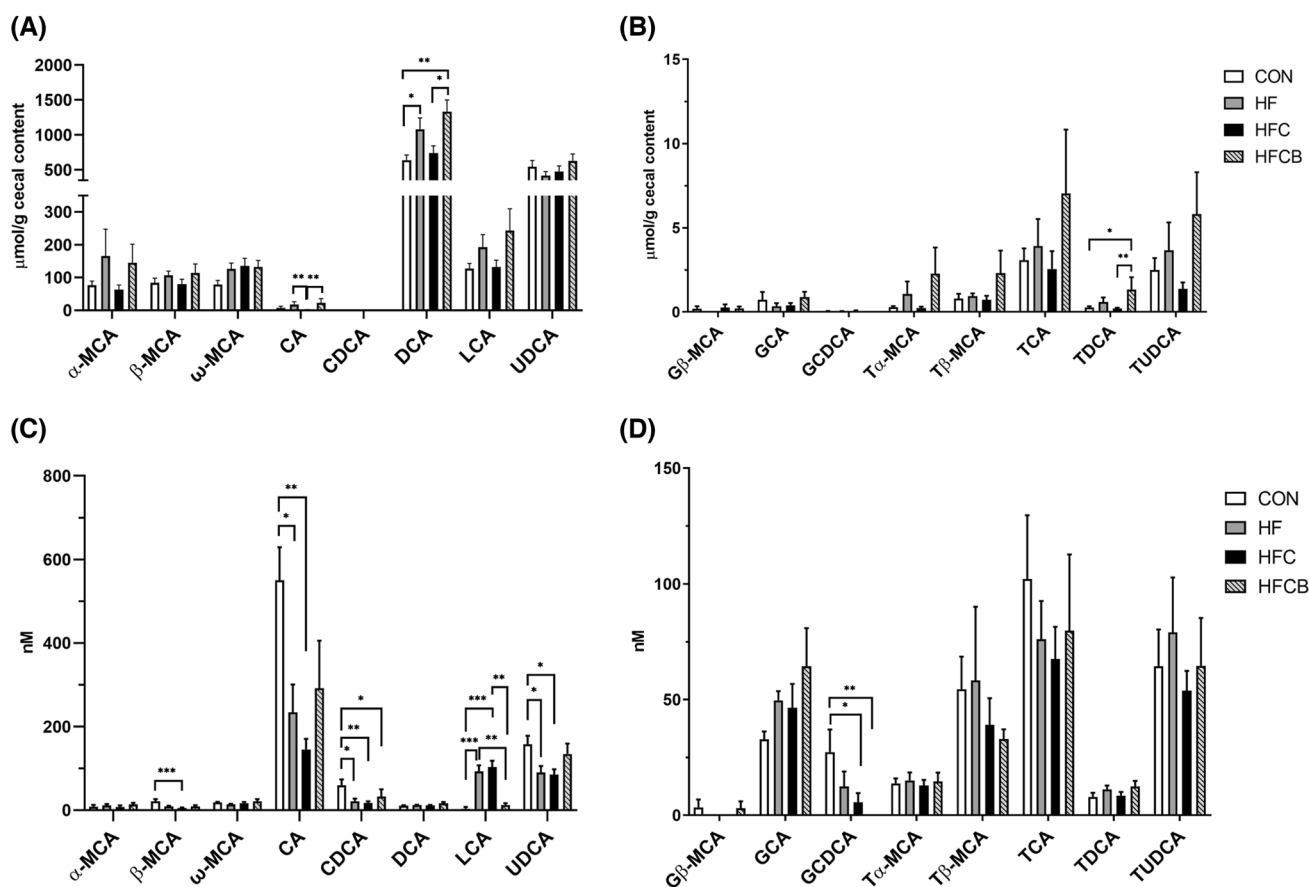 (A)
μmol/g cecal content
2000
1500
1000
500
300
200
100
0
** 
* *
** **
α-MCA β-MCA ω-MCA CA CDCA DCA LCA UDCA
(B)
μmol/g cecal content
15
10
5
0
*
**
Gβ-MCA GCA GCDCA Tα-MCA Tβ-MCA TCA TDCA TUDCA
CON
HF
HFC
HFCB
(C)
nM
800
600
400
200
0
***
**
*
*
**
*
***
**
***
**
*
*
α-MCA β-MCA ω-MCA CA CDCA DCA LCA UDCA
(D)
nM
150
100
50
0
**
*
Gβ-MCA GCA GCDCA Tα-MCA Tβ-MCA TCA TDCA TUDCA
CON
HF
HFC
HFCB